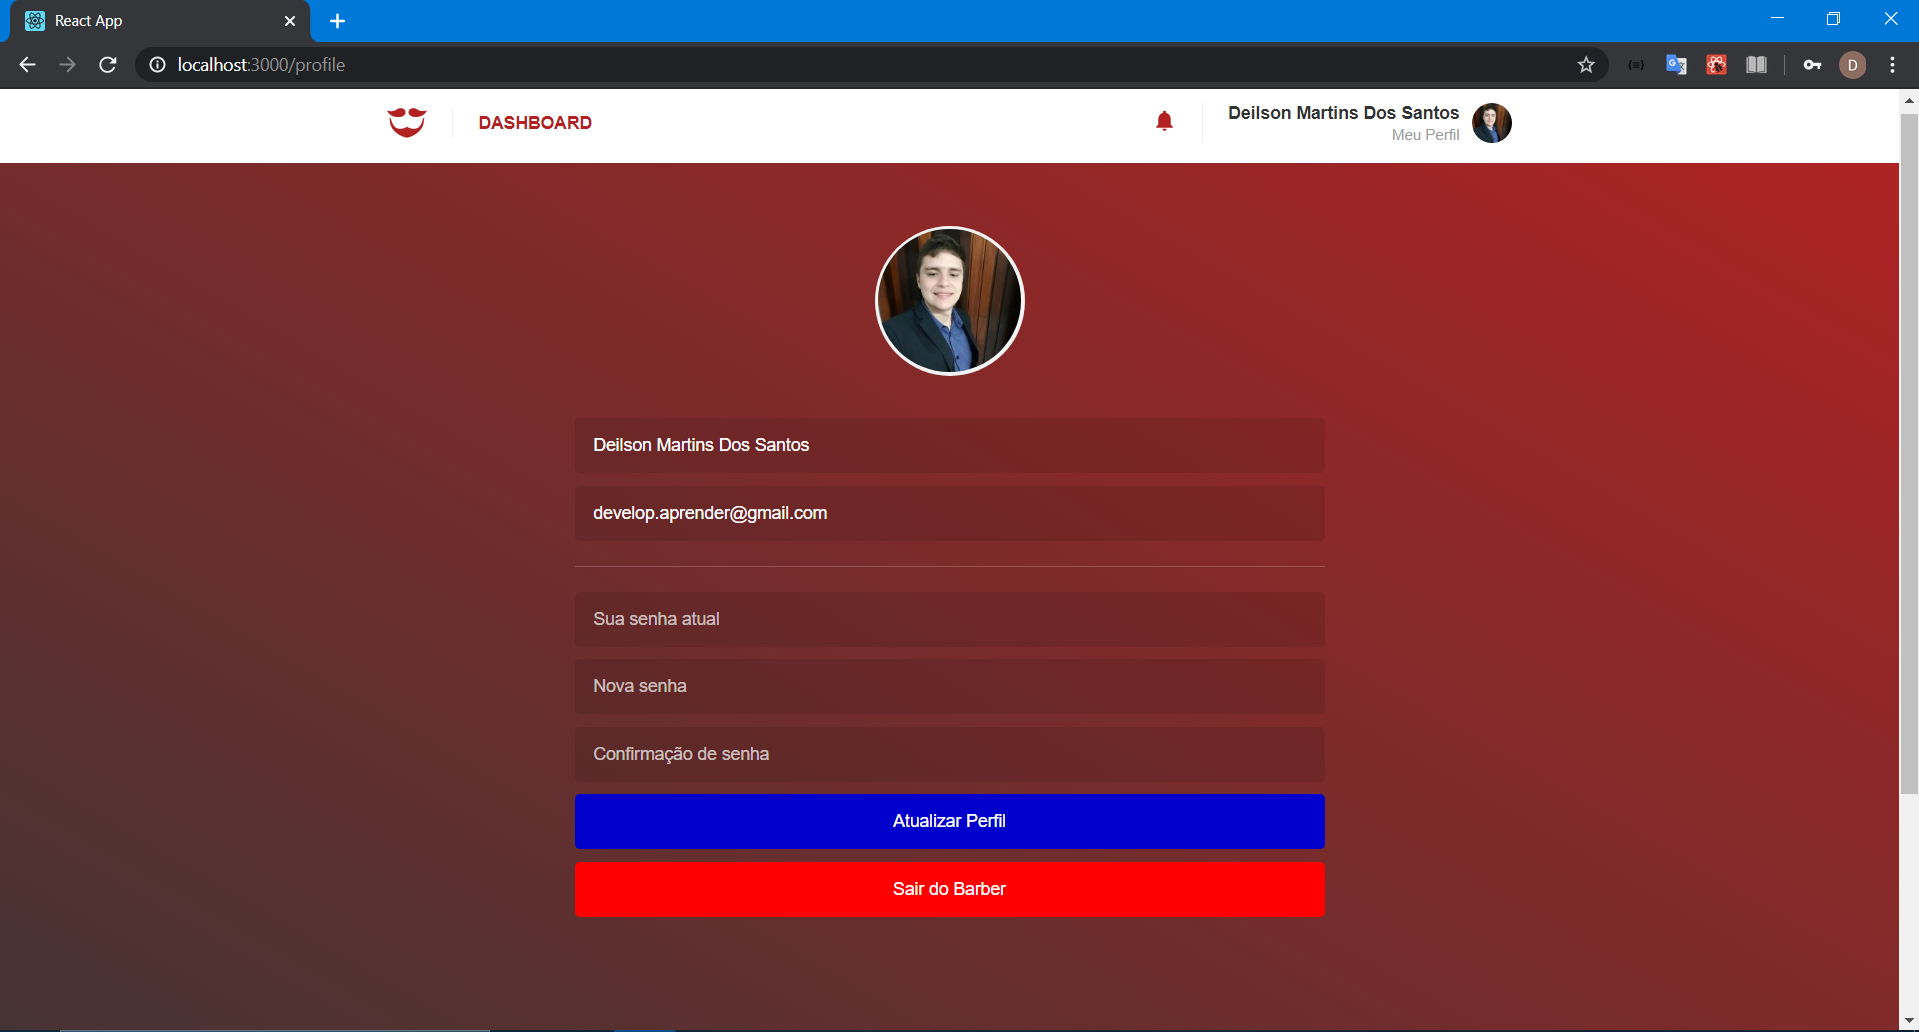 React App
localhost:3000/profile
D
DASHBOARD
Deilson Martins Dos Santos
Meu Perfil
Deilson Martins Dos Santos
develop.aprender@gmail.com
Sua senha atual
Nova senha
Confirmação de senha
Atualizar Perfil
Sair do Barber